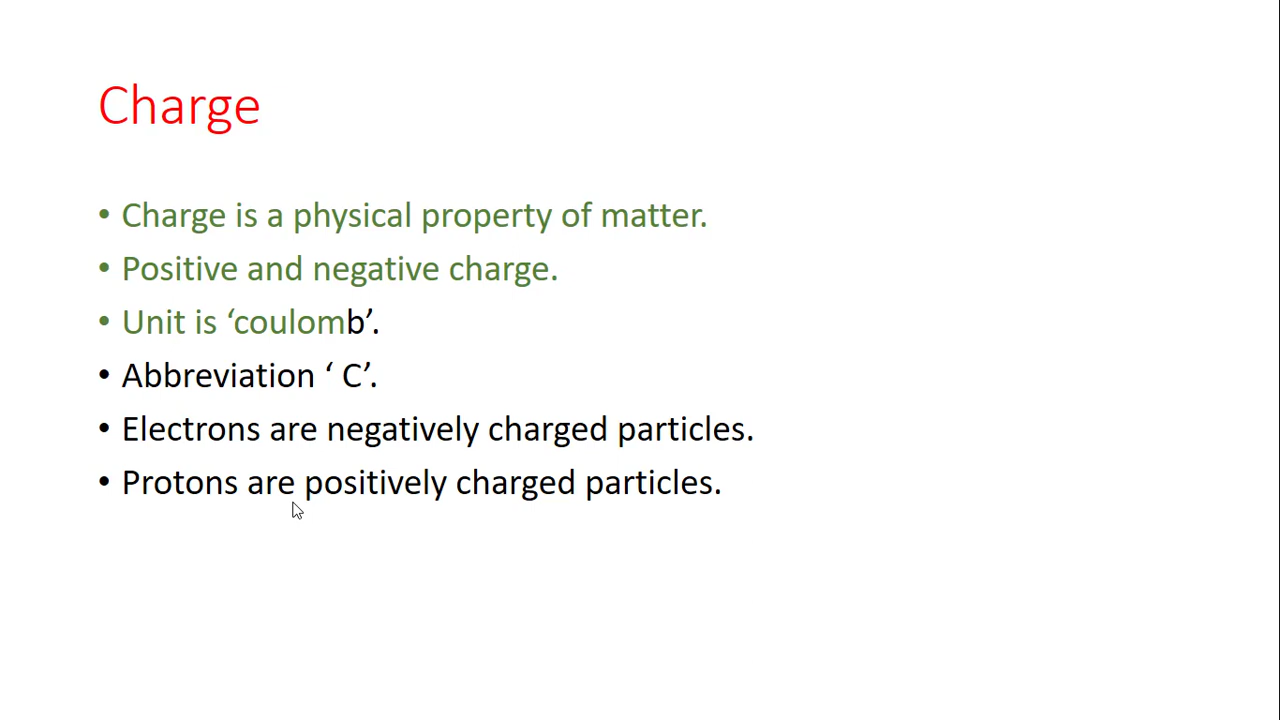 Charge
• Charge is a physical property of matter.
• Positive and negative charge.
• Unit is ‘coulomb’.
• Abbreviation ‘ C’.
• Electrons are negatively charged particles.
• Protons are positively charged particles.